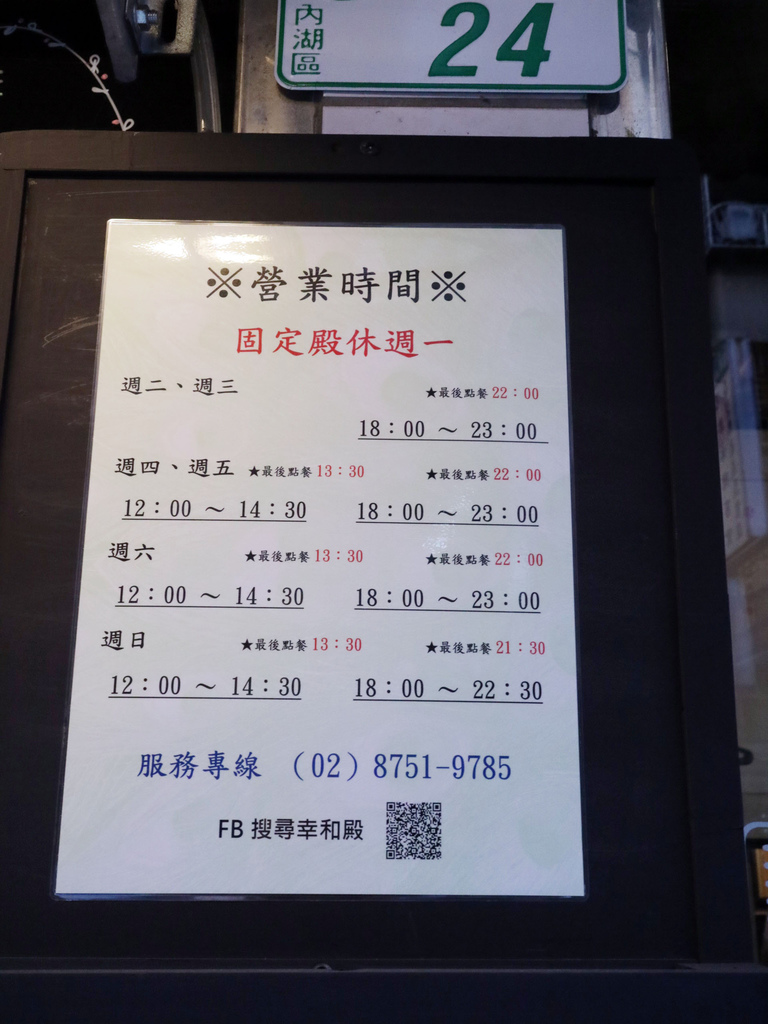 內湖區 24
※營業時間※
固定殿休週一
週二、週三 ★最後點餐 22：00
18：00 ～ 23：00
週四、週五 ★最後點餐 13：30 ★最後點餐 22：00
12：00 ～ 14：30 18：00 ～ 23：00
週六 ★最後點餐 13：30 ★最後點餐 22：00
12：00 ～ 14：30 18：00 ～ 23：00
週日 ★最後點餐 13：30 ★最後點餐 21：30
12：00 ～ 14：30 18：00 ～ 22：30
服務專線 （02）8751-9785
FB 搜尋幸和殿